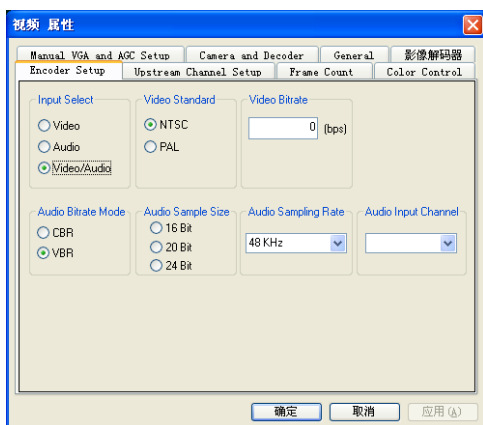 视频 属性
Manual VGA and AGC Setup Camera and Decoder General 影像解码器
Encoder Setup Upstream Channel Setup Frame Count Color Control
Input Select Video Standard Video Bitrate
Video NTSC 0 (bps)
Audio PAL
Video/Audio
Audio Bitrate Mode Audio Sample Size Audio Sampling Rate Audio Input Channel
CBR 16 Bit
VBR 20 Bit 48 KHz
24 Bit
确定 取消 应用(A)